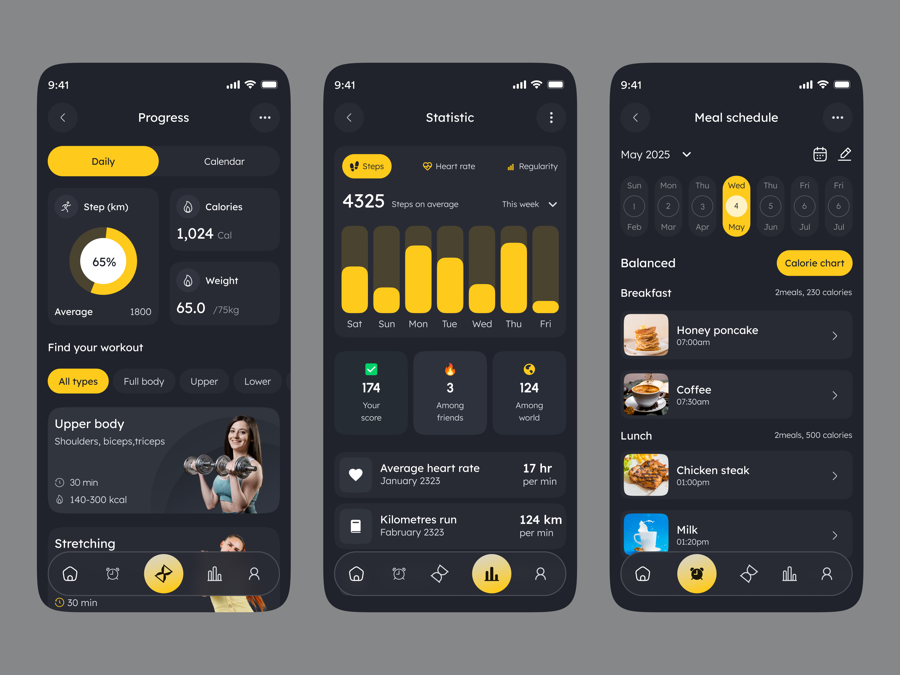 9:41
Progress
Daily
Calendar
Step (km)
65%
Average 1800
Calories
1,024 Cal
Weight
65.0 /75kg
Find your workout
All types
Full body
Upper
Lower
Upper body
Shoulders, biceps,triceps
30 min
140-300 kcal
Stretching
30 min
9:41
Statistic
Steps
Heart rate
Regularity
4325 Steps on average
This week
Sat Sun Mon Tue Wed Thu Fri
174
Your
score
3
Among
friends
124
Among
world
Average heart rate
January 2323
17 hr
per min
Kilometres run
Fabruary 2323
124 km
per min
9:41
Meal schedule
May 2025
Sun Mon Thu Wed Thu Fri Fri
1 2 3 4 5 6 6
Feb Mar Apr May Jun Jul Jul
Balanced
Calorie chart
Breakfast
2meals, 230 calories
Honey poncake
07:00am
Coffee
07:30am
Lunch
2meals, 500 calories
Chicken steak
01:00pm
Milk
01:20pm